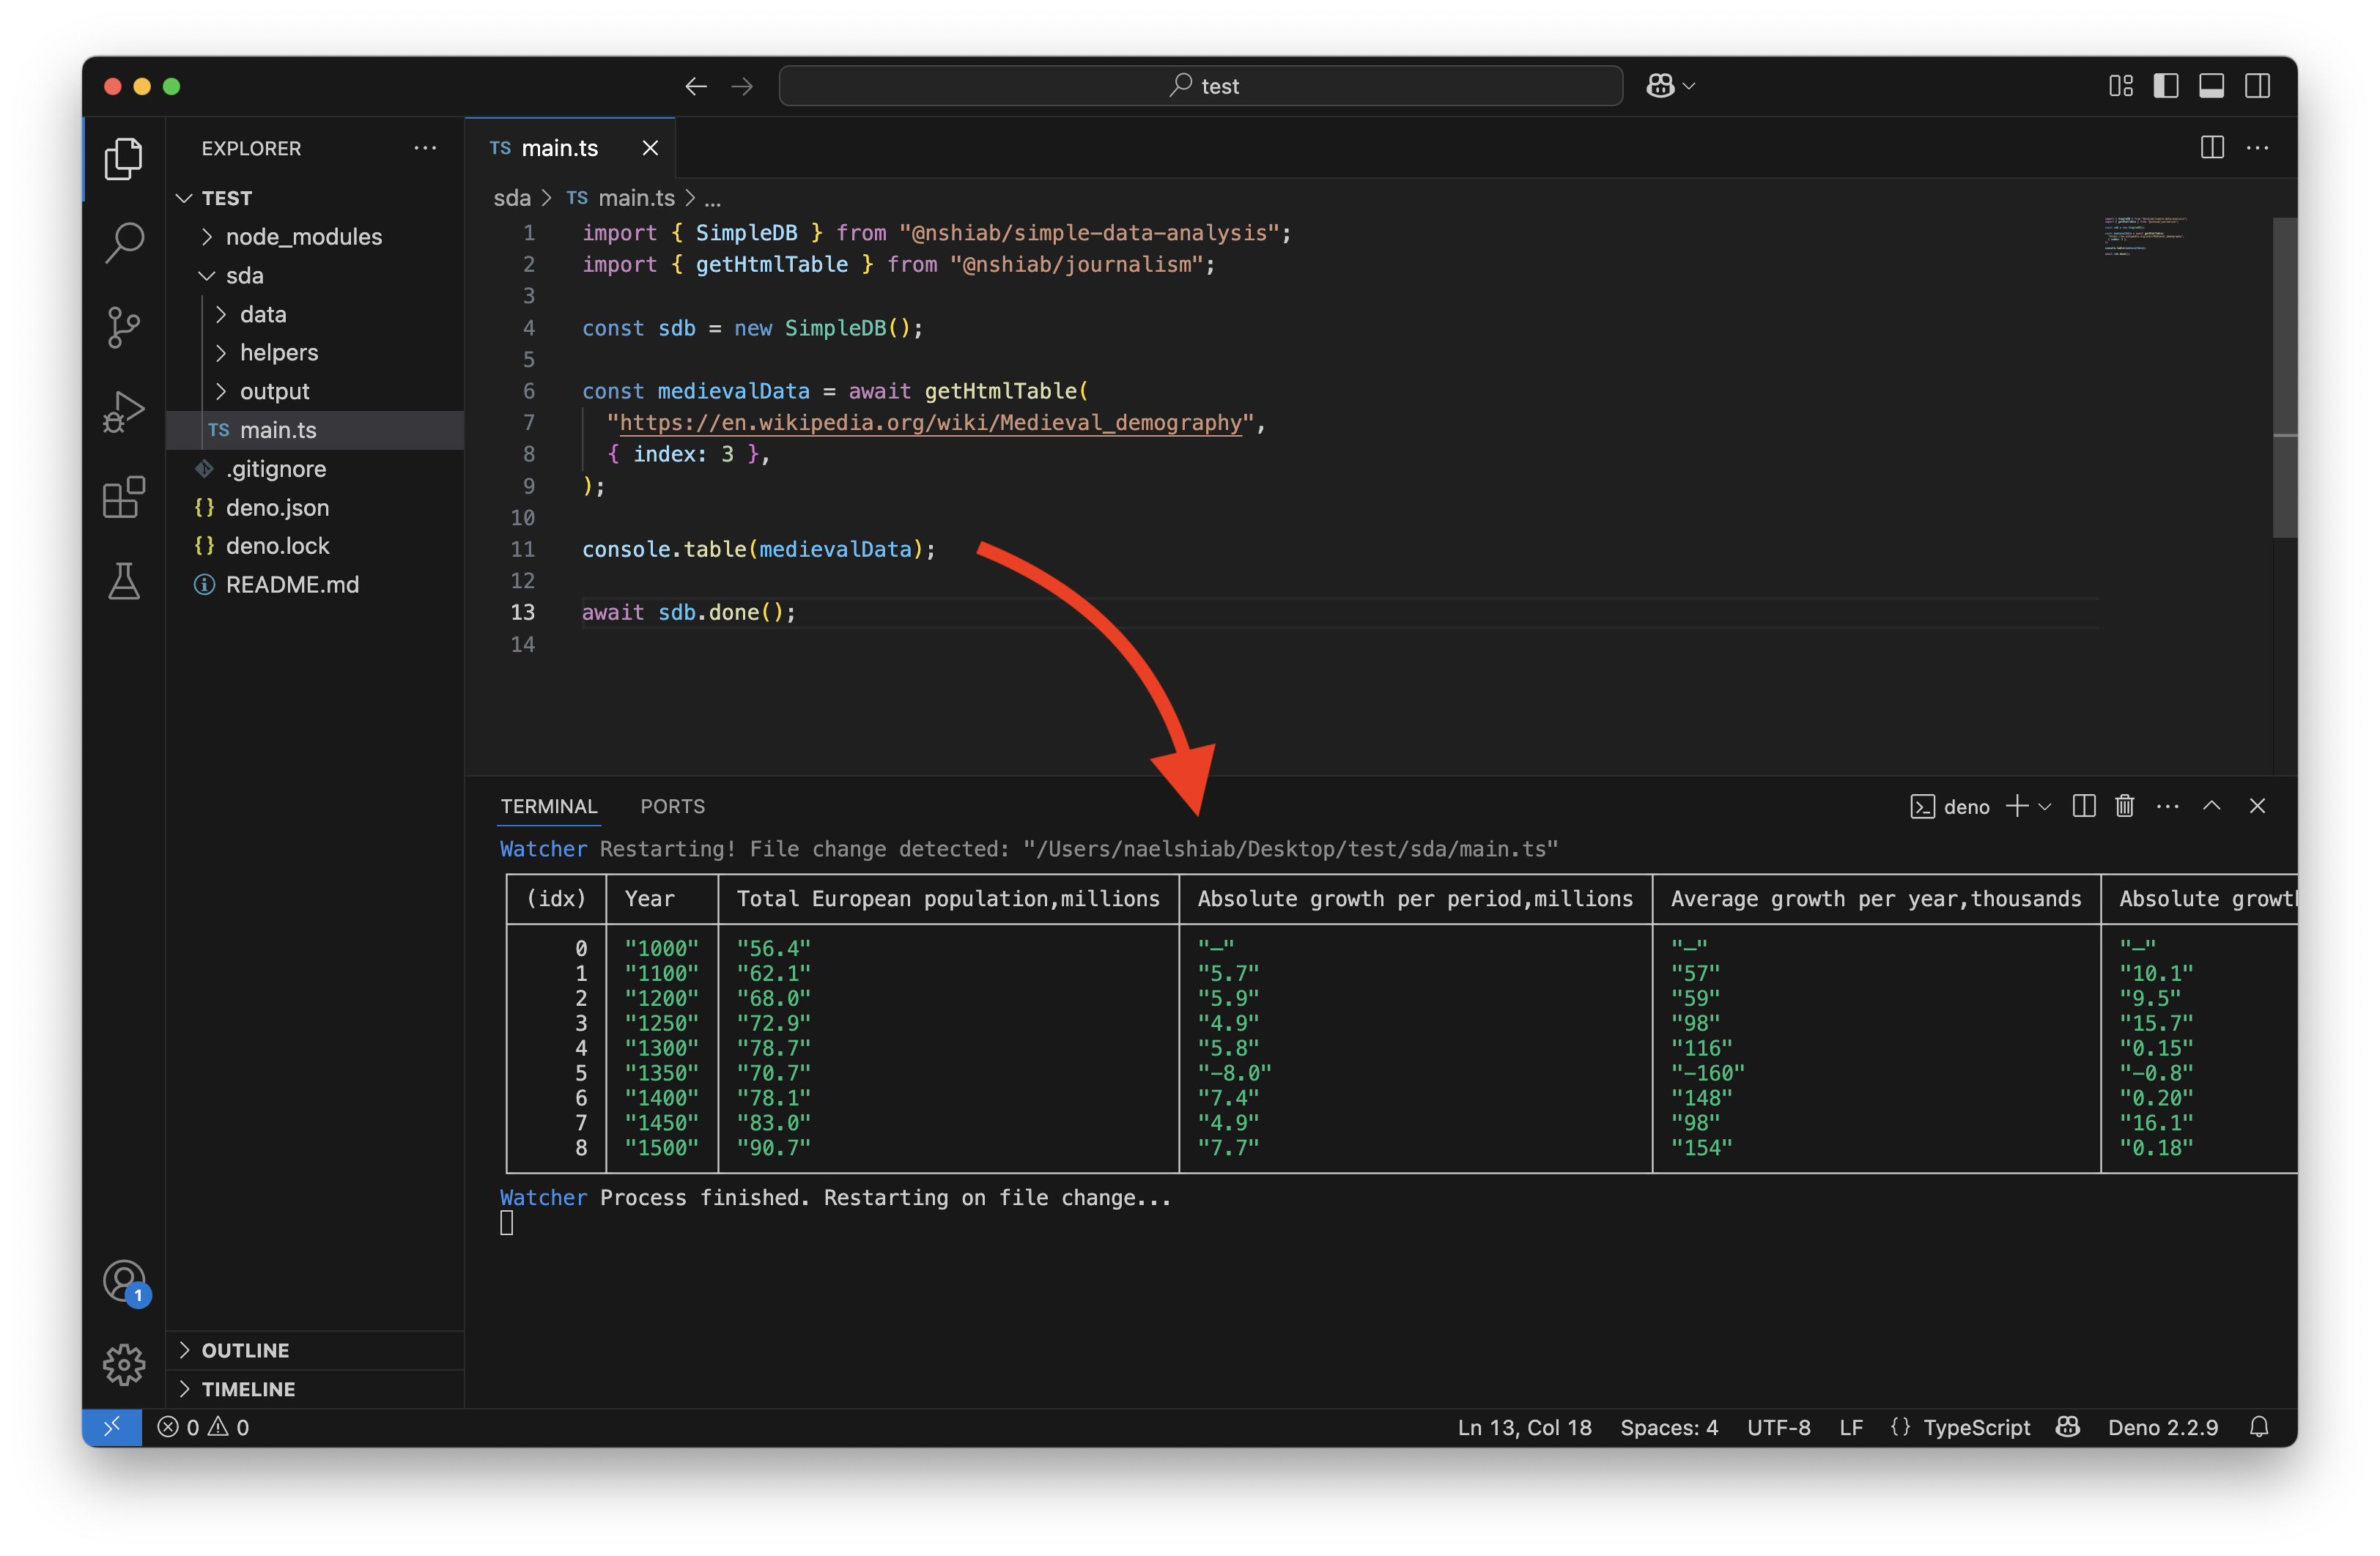 test
EXPLORER
TEST
node_modules
sda
data
helpers
output
TS main.ts
.gitignore
{} deno.json
{} deno.lock
README.md
OUTLINE
TIMELINE
1
TS main.ts
sda > TS main.ts > ...
1 import { SimpleDB } from "@nshiab/simple-data-analysis";
2 import { getHtmlTable } from "@nshiab/journalism";
3
4 const sdb = new SimpleDB();
5
6 const medievalData = await getHtmlTable(
7 "https://en.wikipedia.org/wiki/Medieval_demography",
8 { index: 3 },
9 );
10
11 console.table(medievalData);
12
13 await sdb.done();
14
TERMINAL PORTS deno
Watcher Restarting! File change detected: "/Users/naelshiab/Desktop/test/sda/main.ts"
(idx) Year Total European population,millions Absolute growth per period,millions Average growth per year,thousands Absolute growth
0 "1000" "56.4" "—" "—" "—"
1 "1100" "62.1" "5.7" "57" "10.1"
2 "1200" "68.0" "5.9" "59" "9.5"
3 "1250" "72.9" "4.9" "98" "15.7"
4 "1300" "78.7" "5.8" "116" "0.15"
5 "1350" "70.7" "−8.0" "−160" "−0.8"
6 "1400" "78.1" "7.4" "148" "0.20"
7 "1450" "83.0" "4.9" "98" "16.1"
8 "1500" "90.7" "7.7" "154" "0.18"
Watcher Process finished. Restarting on file change...
0 0 Ln 13, Col 18 Spaces: 4 UTF-8 LF {} TypeScript Deno 2.2.9